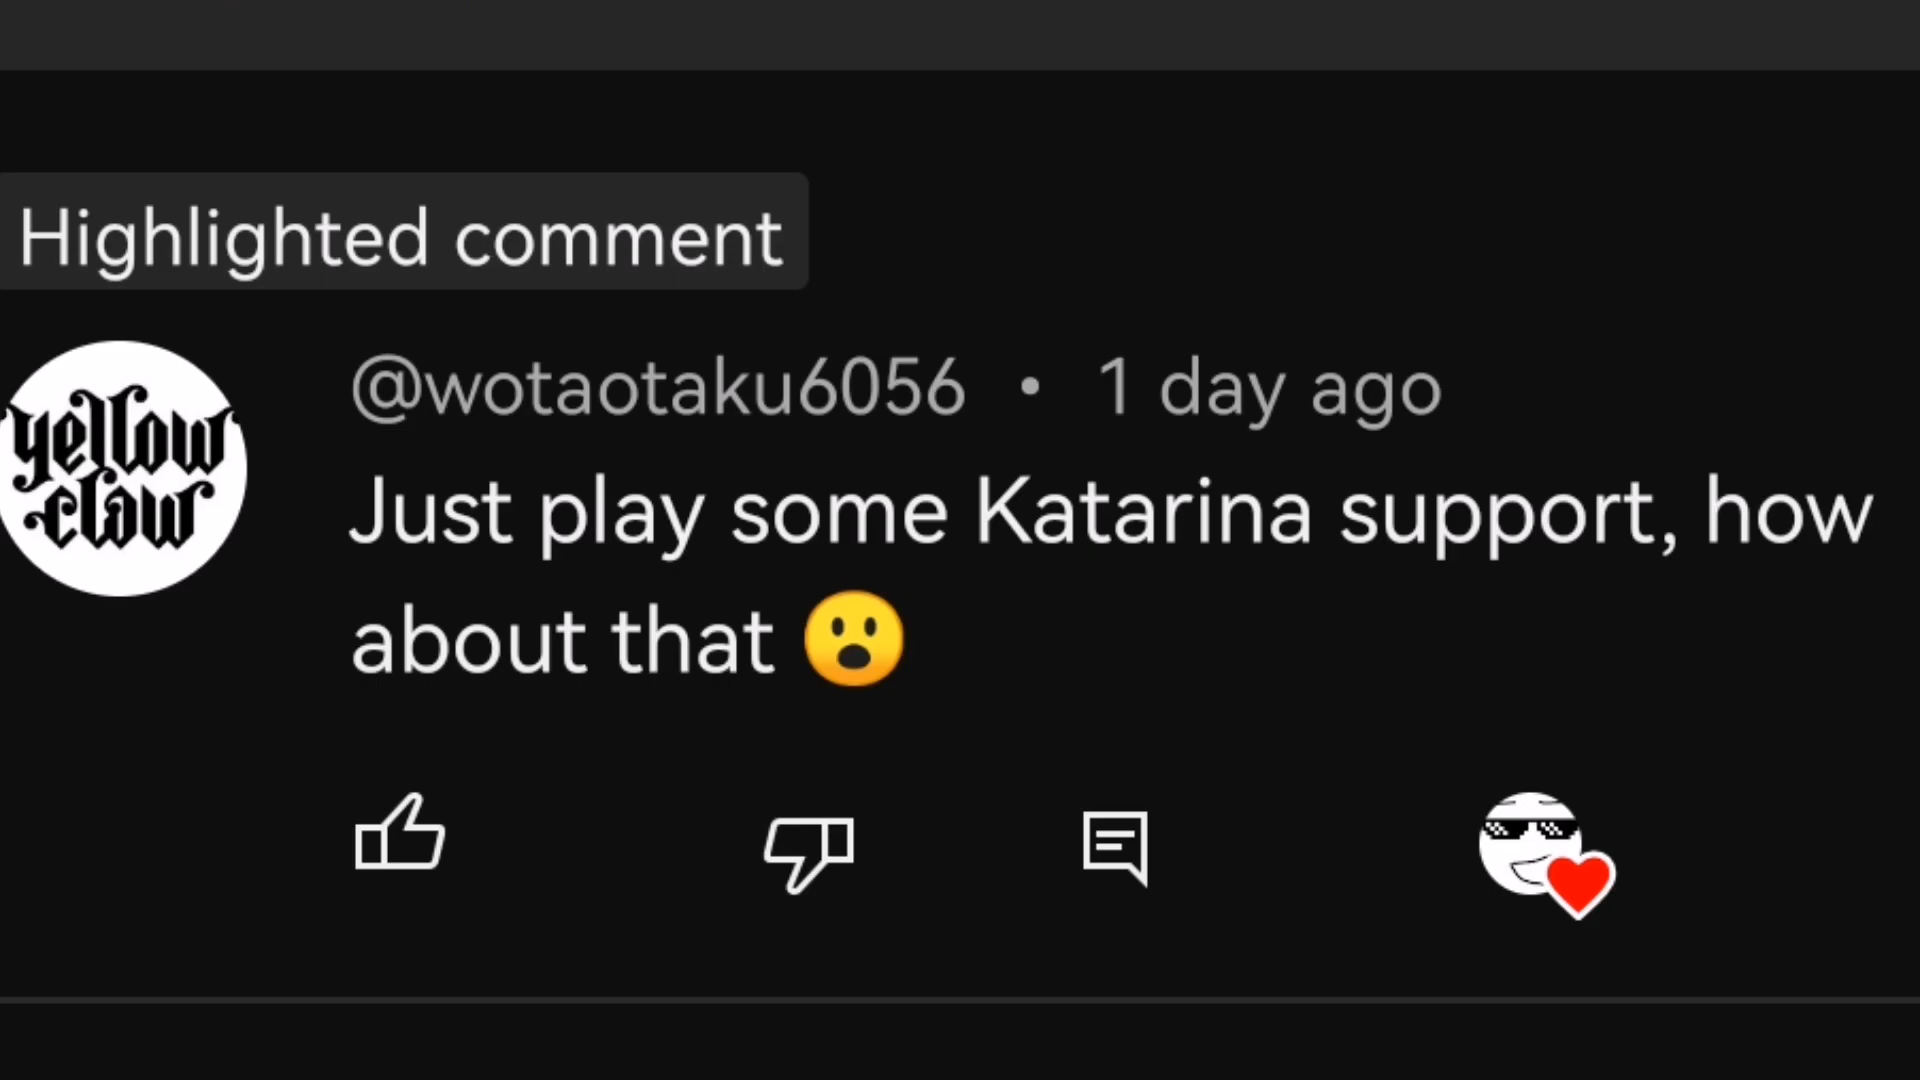 Highlighted comment
yellow
claw
@wotaotaku6056 • 1 day ago
Just play some Katarina support, how
about that 😮